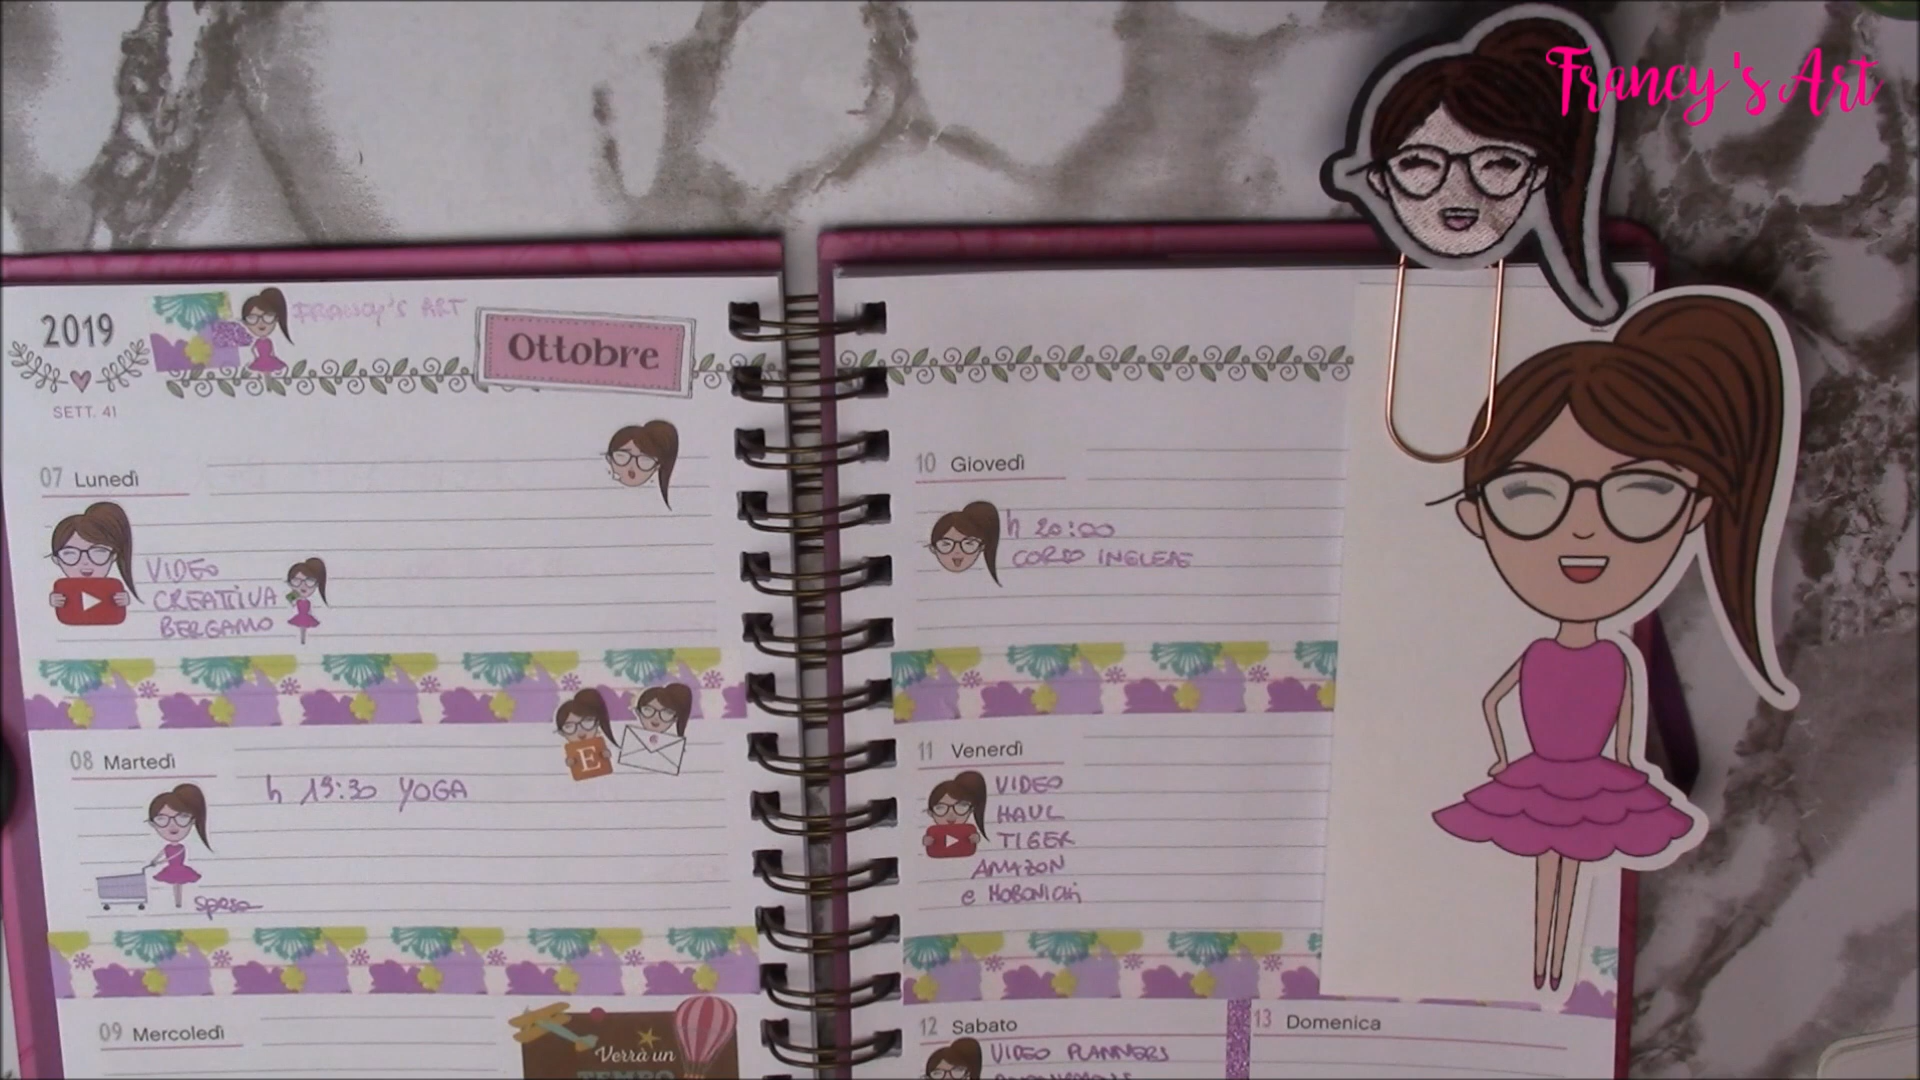 Francy's Art
2019
FRANCY'S ART
Ottobre
SETT. 41
07 Lunedì
VIDEO
CREATTIVA
BERGAMO
08 Martedì
h 19:30 YOGA
E
@
spesa
09 Mercoledì
Verrà un
TEMPO
10 Giovedì
h 20:00
CORSO INGLESE
11 Venerdì
VIDEO
HAUL
TIGER
AMAZON
e HOBONICHI
12 Sabato
VIDEO PLANNERS
13 Domenica